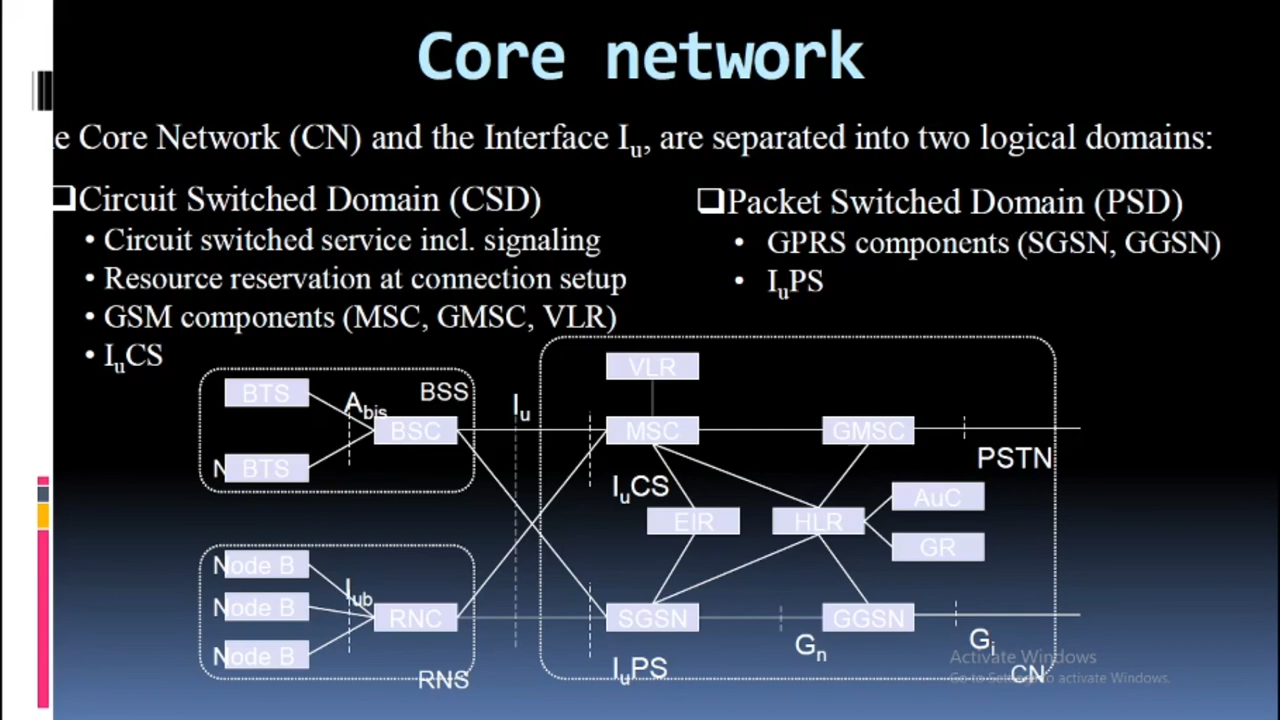 Core network
e Core Network (CN) and the Interface Iu, are separated into two logical domains:
❑Circuit Switched Domain (CSD)
• Circuit switched service incl. signaling
• Resource reservation at connection setup
• GSM components (MSC, GMSC, VLR)
• IuCS
❑Packet Switched Domain (PSD)
• GPRS components (SGSN, GGSN)
• IuPS
BTS
Abis
BSS
BSC
N BTS
Iu
VLR
MSC
GMSC
PSTN
IuCS
EIR
HLR
AuC
GR
Node B
Node B
Node B
Iub
RNC
RNS
SGSN
GGSN
IuPS
Gn
Gi
CN
Activate Windows
Go to Settings to activate Windows.